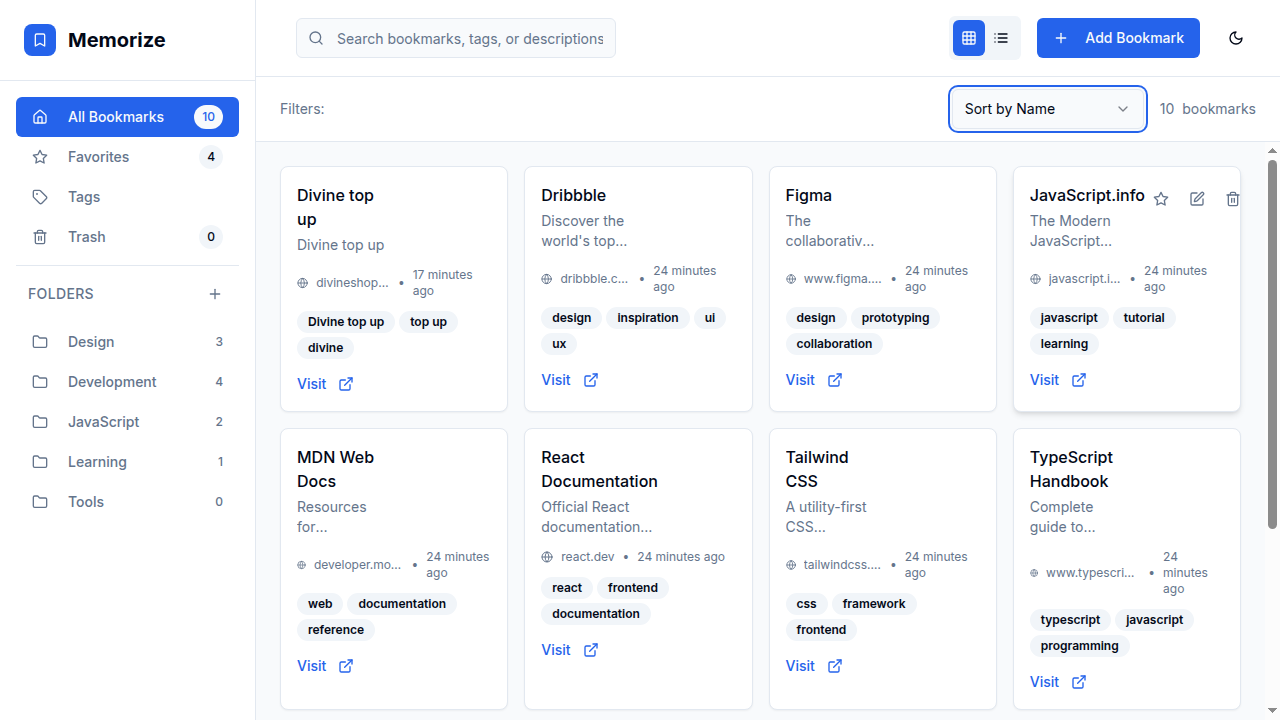 Memorize
Search bookmarks, tags, or descriptions
Add Bookmark
All Bookmarks 10
Favorites 4
Tags
Trash 0
FOLDERS
Design 3
Development 4
JavaScript 2
Learning 1
Tools 0
Filters:
Sort by Name
10 bookmarks
Divine top
up
Divine top up
divineshop... • 17 minutes
ago
Divine top up top up
divine
Visit
Dribbble
Discover the
world's top...
dribbble.c... • 24 minutes
ago
design inspiration ui
ux
Visit
Figma
The
collaborativ...
www.figma.... • 24 minutes
ago
design prototyping
collaboration
Visit
JavaScript.info
The Modern
JavaScript...
javascript.i... • 24 minutes
ago
javascript tutorial
learning
Visit
MDN Web
Docs
Resources
for...
developer.mo... • 24 minutes
ago
web documentation
reference
Visit
React
Documentation
Official React
documentation...
react.dev • 24 minutes ago
react frontend
documentation
Visit
Tailwind
CSS
A utility-first
CSS...
tailwindcss.... • 24 minutes
ago
css framework
frontend
Visit
TypeScript
Handbook
Complete
guide to...
www.typescri... • 24
minutes
ago
typescript javascript
programming
Visit